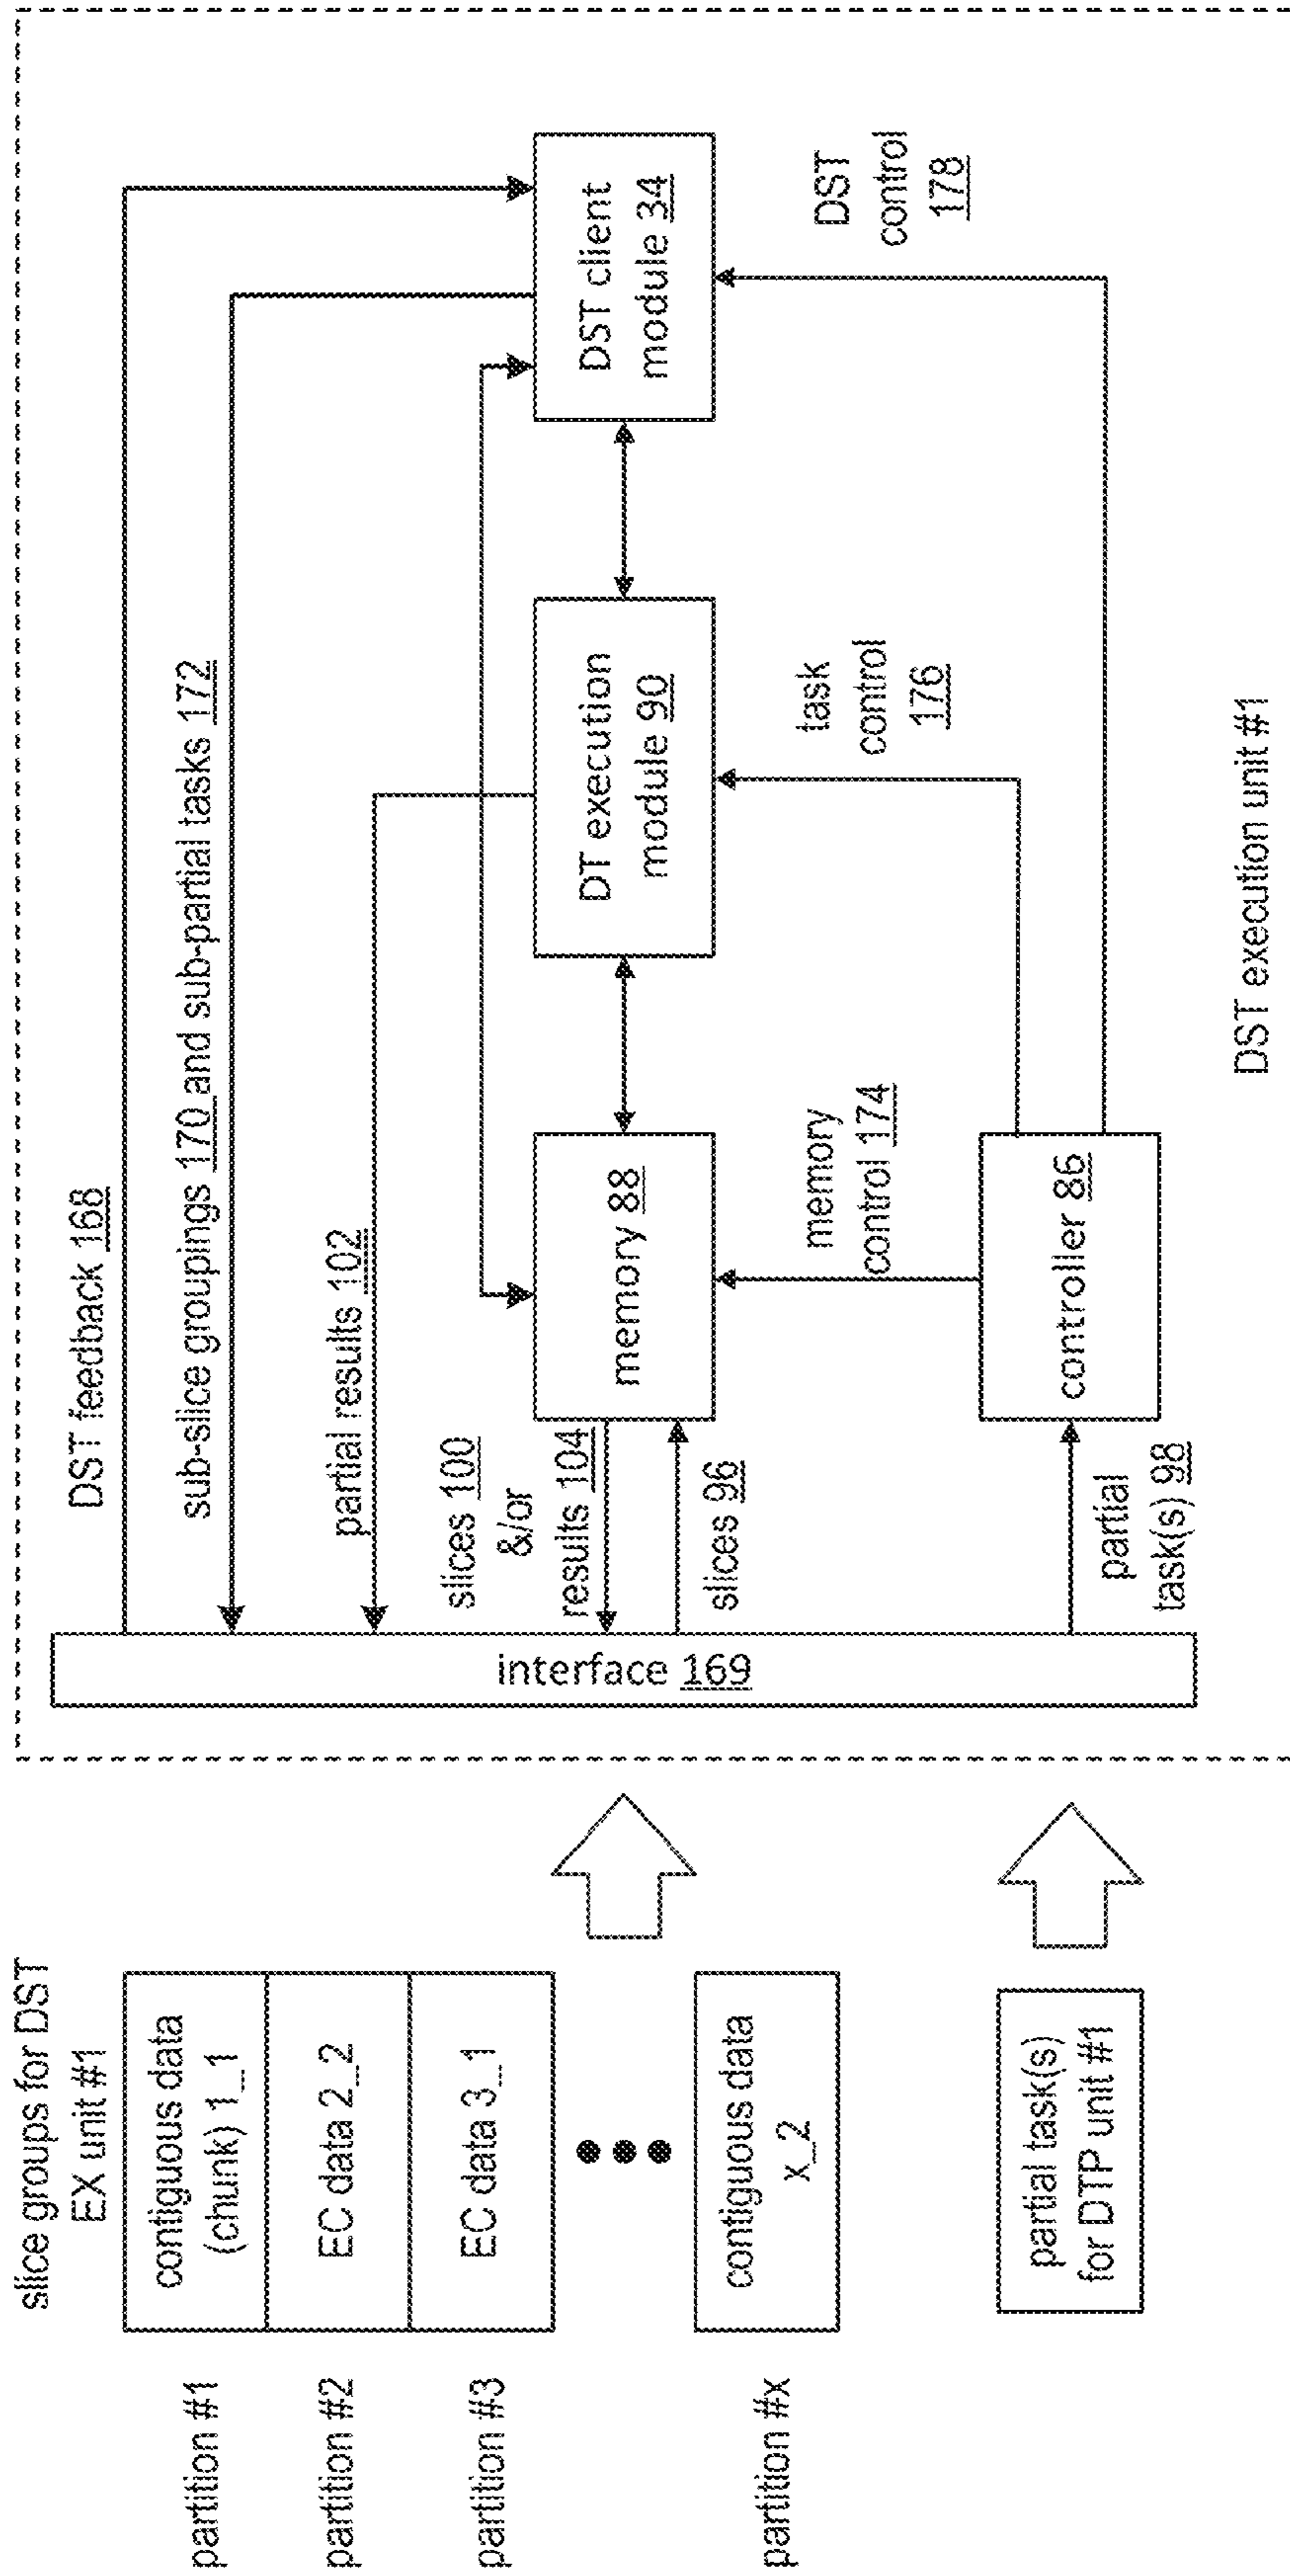 slice groups for DST
EX unit #1
partition #1
contiguous data
(chunk) 1_1
partition #2
EC data 2_2
partition #3
EC data 3_1
partition #x
contiguous data
x_2
partial task(s)
for DTP unit #1
interface 169
DST feedback 168
sub-slice groupings 170 and sub-partial tasks 172
partial results 102
slices 100
&/or
results 104
slices 96
partial
task(s) 98
memory 88
DT execution
module 90
DST client
module 34
memory
control 174
task
control
176
DST
control
178
controller 86
DST execution unit #1